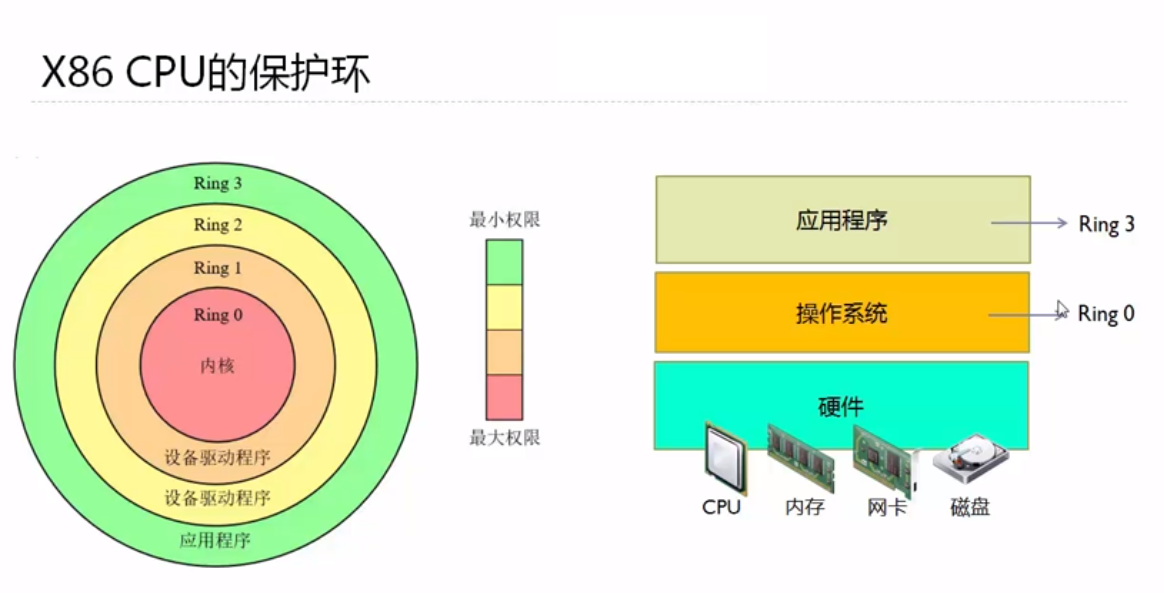 X86 CPU的保护环
Ring 3
Ring 2
Ring 1
Ring 0
内核
设备驱动程序
设备驱动程序
应用程序
最小权限
最大权限
应用程序
Ring 3
操作系统
Ring 0
硬件
CPU
内存
网卡
磁盘